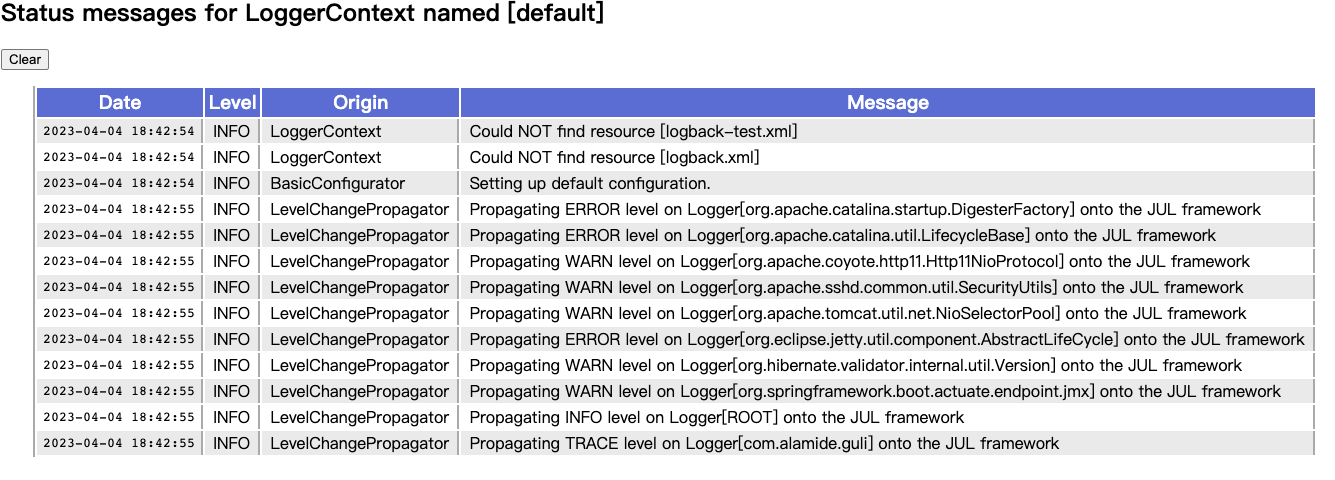 Status messages for LoggerContext named [default]
Clear
Date Level Origin Message
2023-04-04 18:42:54 INFO LoggerContext Could NOT find resource [logback-test.xml]
2023-04-04 18:42:54 INFO LoggerContext Could NOT find resource [logback.xml]
2023-04-04 18:42:54 INFO BasicConfigurator Setting up default configuration.
2023-04-04 18:42:55 INFO LevelChangePropagator Propagating ERROR level on Logger[org.apache.catalina.startup.DigesterFactory] onto the JUL framework
2023-04-04 18:42:55 INFO LevelChangePropagator Propagating ERROR level on Logger[org.apache.catalina.util.LifecycleBase] onto the JUL framework
2023-04-04 18:42:55 INFO LevelChangePropagator Propagating WARN level on Logger[org.apache.coyote.http11.Http11NioProtocol] onto the JUL framework
2023-04-04 18:42:55 INFO LevelChangePropagator Propagating WARN level on Logger[org.apache.sshd.common.util.SecurityUtils] onto the JUL framework
2023-04-04 18:42:55 INFO LevelChangePropagator Propagating WARN level on Logger[org.apache.tomcat.util.net.NioSelectorPool] onto the JUL framework
2023-04-04 18:42:55 INFO LevelChangePropagator Propagating ERROR level on Logger[org.eclipse.jetty.util.component.AbstractLifeCycle] onto the JUL framework
2023-04-04 18:42:55 INFO LevelChangePropagator Propagating WARN level on Logger[org.hibernate.validator.internal.util.Version] onto the JUL framework
2023-04-04 18:42:55 INFO LevelChangePropagator Propagating WARN level on Logger[org.springframework.boot.actuate.endpoint.jmx] onto the JUL framework
2023-04-04 18:42:55 INFO LevelChangePropagator Propagating INFO level on Logger[ROOT] onto the JUL framework
2023-04-04 18:42:55 INFO LevelChangePropagator Propagating TRACE level on Logger[com.alamide.guli] onto the JUL framework